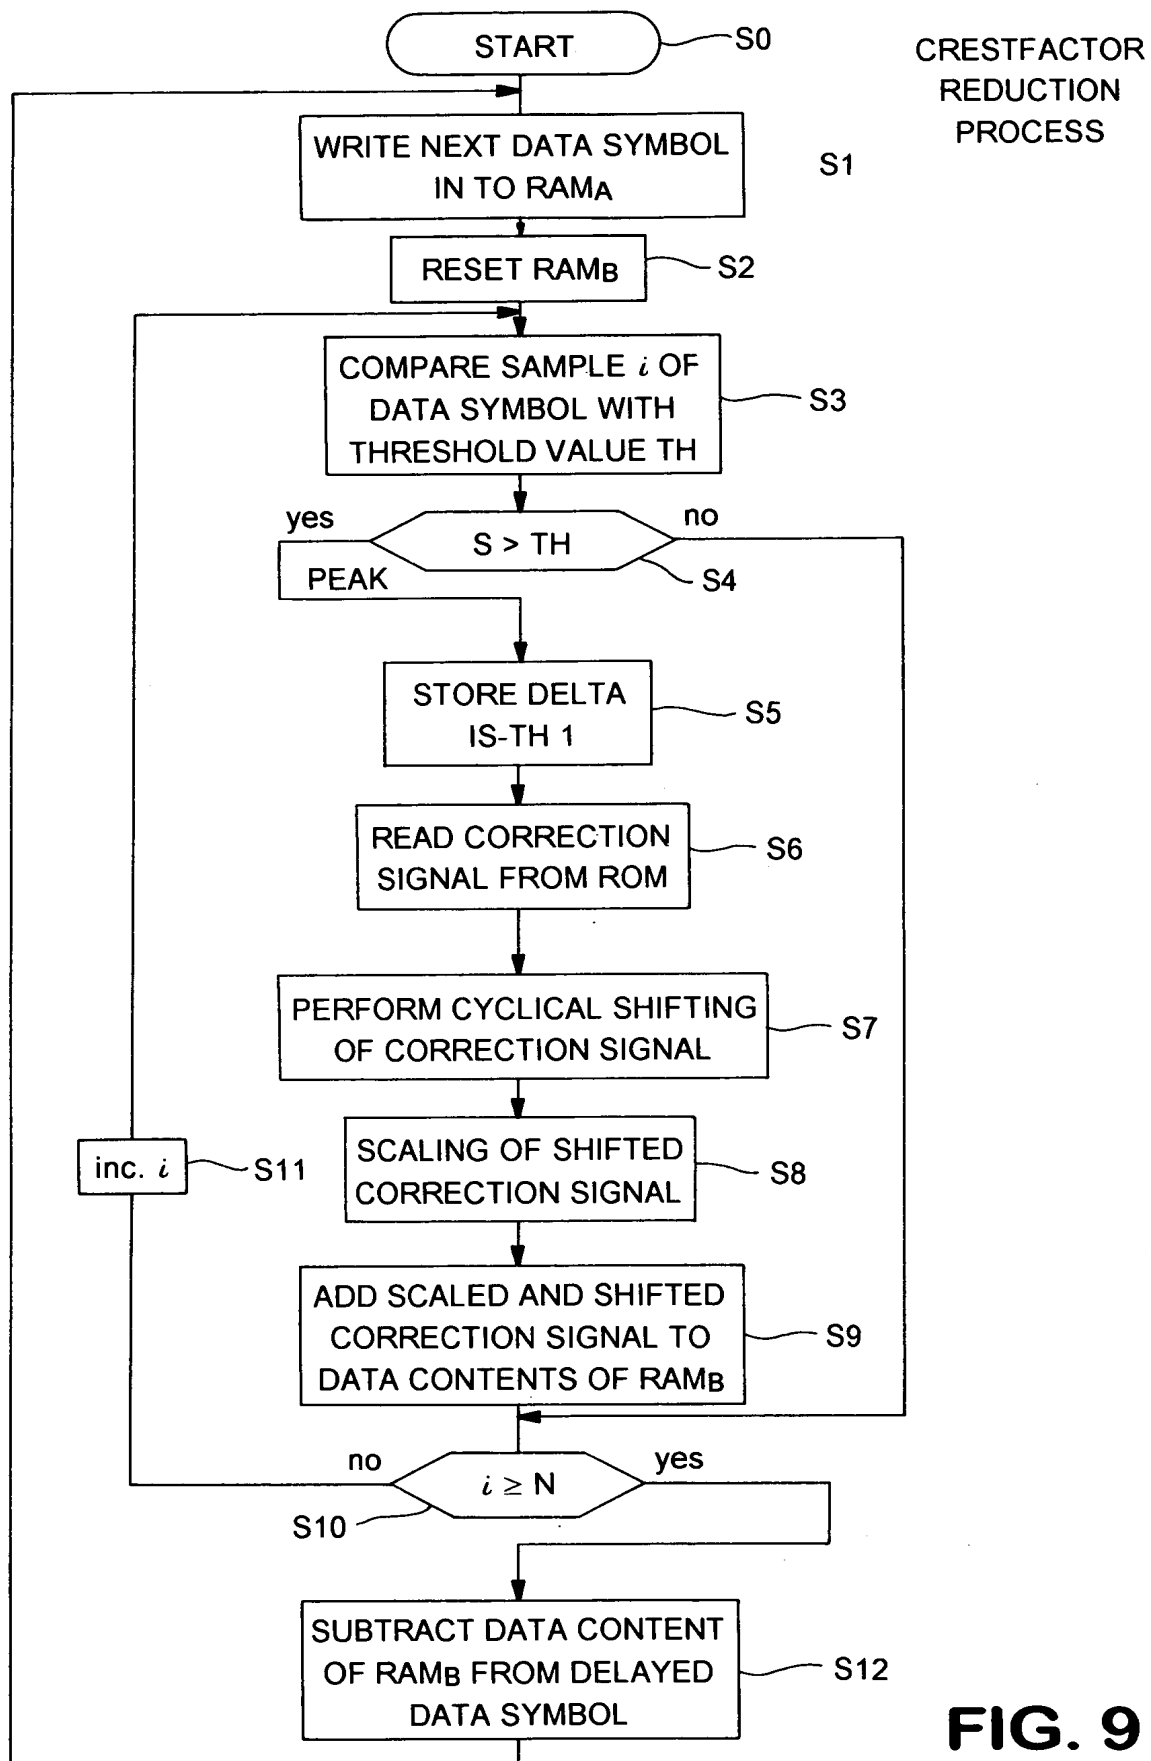 START
S0
CRESTFACTOR
REDUCTION
PROCESS
WRITE NEXT DATA SYMBOL
IN TO RAMA
S1
RESET RAMB
S2
COMPARE SAMPLE i OF
DATA SYMBOL WITH
THRESHOLD VALUE TH
S3
yes
S > TH
no
PEAK
S4
STORE DELTA
IS-TH 1
S5
READ CORRECTION
SIGNAL FROM ROM
S6
PERFORM CYCLICAL SHIFTING
OF CORRECTION SIGNAL
S7
inc. i
S11
SCALING OF SHIFTED
CORRECTION SIGNAL
S8
ADD SCALED AND SHIFTED
CORRECTION SIGNAL TO
DATA CONTENTS OF RAMB
S9
no
i ≥ N
yes
S10
SUBTRACT DATA CONTENT
OF RAMB FROM DELAYED
DATA SYMBOL
S12
FIG. 9